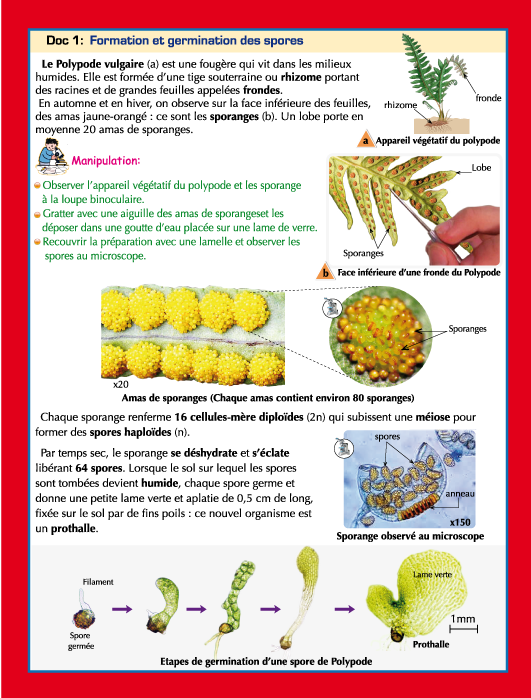 Doc 1: Formation et germination des spores
Le Polypode vulgaire (a) est une fougère qui vit dans les milieux
humides. Elle est formée d'une tige souterraine ou rhizome portant
des racines et de grandes feuilles appelées frondes.
En automne et en hiver, on observe sur la face inférieure des feuilles,
des amas jaune-orangé : ce sont les sporanges (b). Un lobe porte en
moyenne 20 amas de sporanges.
rhizome
fronde
a Appareil végétatif du polypode
Manipulation:
Observer l'appareil végétatif du polypode et les sporange
à la loupe binoculaire.
Gratter avec une aiguille des amas de sporangeset les
déposer dans une goutte d'eau placée sur une lame de verre.
Recouvrir la préparation avec une lamelle et observer les
spores au microscope.
Lobe
Sporanges
b Face inférieure d'une fronde du Polypode
Sporanges
x20
Amas de sporanges (Chaque amas contient environ 80 sporanges)
Chaque sporange renferme 16 cellules-mère diploïdes (2n) qui subissent une méiose pour
former des spores haploïdes (n).
Par temps sec, le sporange se déshydrate et s'éclate
libérant 64 spores. Lorsque le sol sur lequel les spores
sont tombées devient humide, chaque spore germe et
donne une petite lame verte et aplatie de 0,5 cm de long,
fixée sur le sol par de fins poils : ce nouvel organisme est
un prothalle.
spores
anneau
x150
Sporange observé au microscope
Filament
Spore
germée
Lame verte
1mm
Prothalle
Etapes de germination d'une spore de Polypode